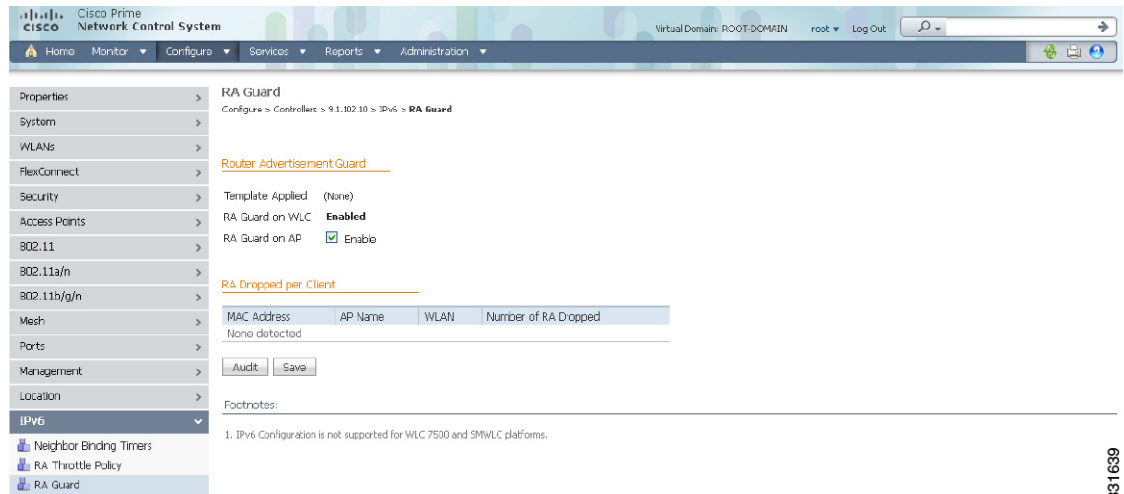 Cisco Prime
CISCO Network Control System
Virtual Domain: ROOT-DOMAIN root Log Out
Home Monitor Configure Services Reports Administration
Properties
System
WLANs
FlexConnect
Security
Access Points
802.11
802.11a/n
802.11b/g/n
Mesh
Ports
Management
Location
IPv6
Neighbor Binding Timers
RA Throttle Policy
RA Guard
RA Guard
Configure > Controllers > 9.1.102.10 > IPv6 > RA Guard
Router Advertisement Guard
Template Applied (None)
RA Guard on WLC Enabled
RA Guard on AP Enable
RA Dropped per Client
MAC Address AP Name WLAN Number of RA Dropped
None detected
Audit Save
Footnotes:
1. IPv6 Configuration is not supported for WLC 7500 and SMWLC platforms.
331639